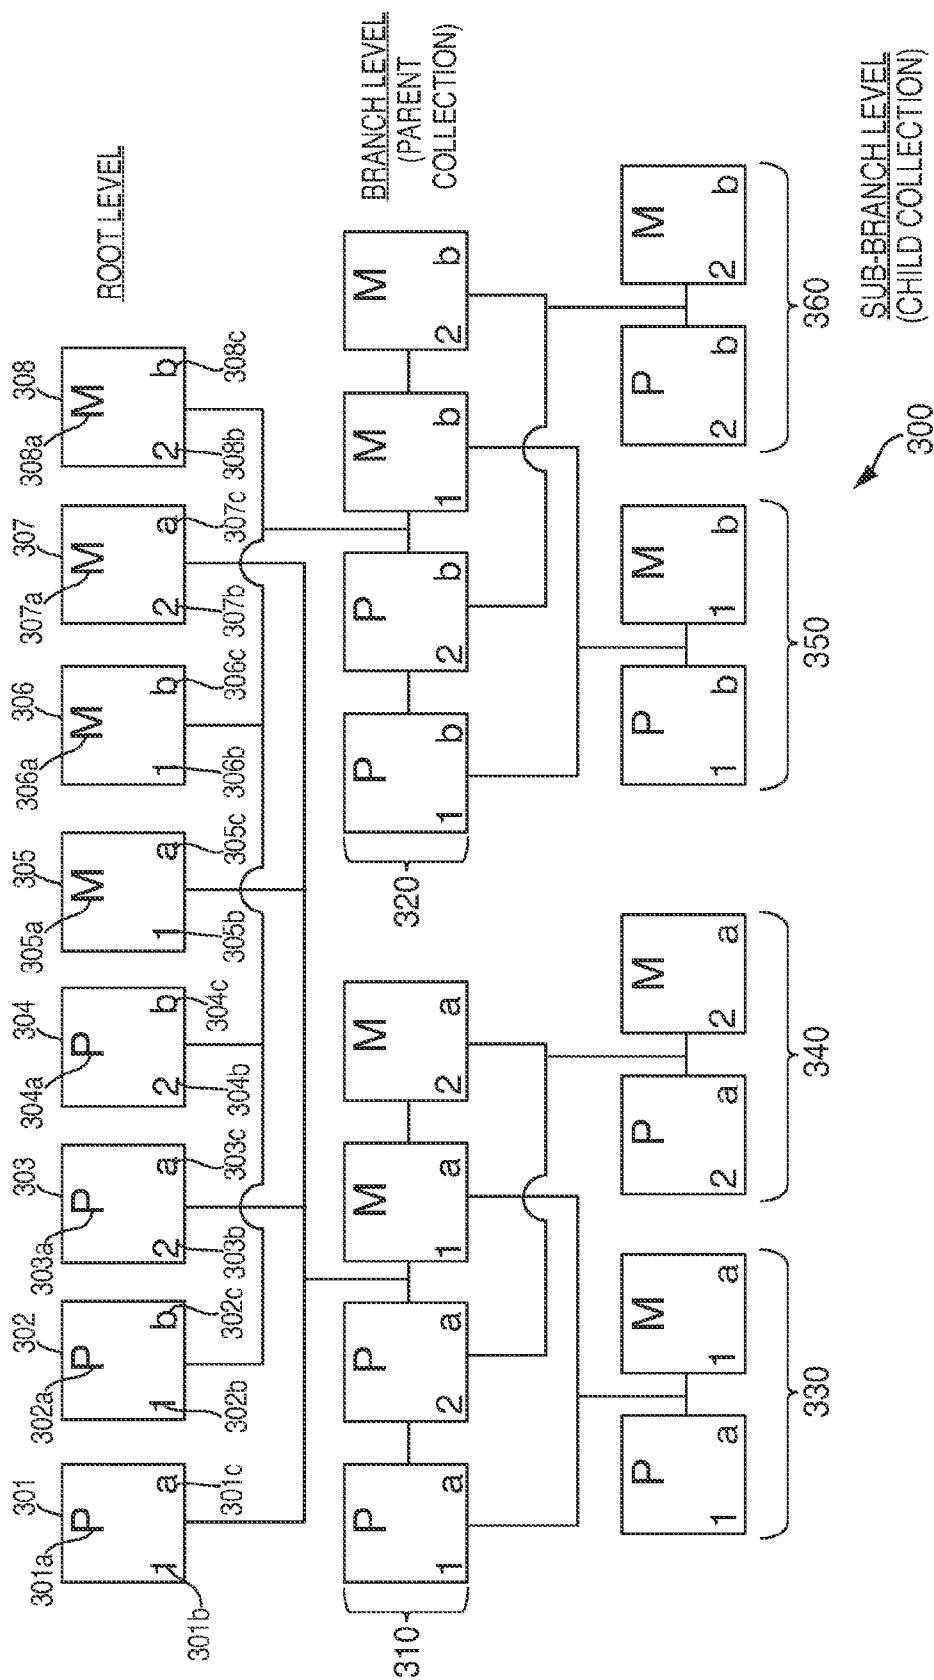 301 302 303 304 305 306 307 308
301a 302a 303a 304a 305a 306a 307a 308a
P P P P M M M M
ROOT LEVEL
1 a 1 b 2 a 2 b 1 a 1 b 2 a 2 b
301b 301c 302b 302c 303b 303c 304b 304c 305b 305c 306b 306c 307b 307c 308b 308c
BRANCH LEVEL
(PARENT
COLLECTION)
310 320
P P M M P P M M
1 a 2 a 1 a 2 a 1 b 2 b 1 b 2 b
P M P M P M P M
1 a 1 a 2 a 2 a 1 b 1 b 2 b 2 b
330 340 350 360
SUB-BRANCH LEVEL
(CHILD COLLECTION)
300